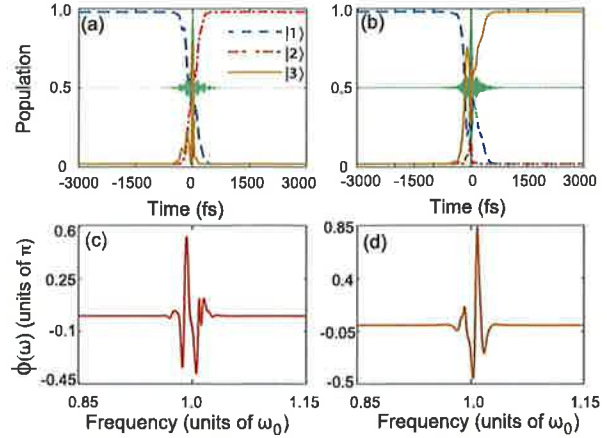 (a)
1.0
0.5
0
Population
|1⟩
|2⟩
|3⟩
-3000 -1500 0 1500 3000
Time (fs)
(b)
1.0
0.5
0
-3000 -1500 0 1500 3000
Time (fs)
(c)
0.6
0.25
-0.1
-0.45
ϕ(ω) (units of π)
0.85 1.0 1.15
Frequency (units of ω₀)
(d)
0.85
0.4
-0.05
-0.5
0.85 1.0 1.15
Frequency (units of ω₀)